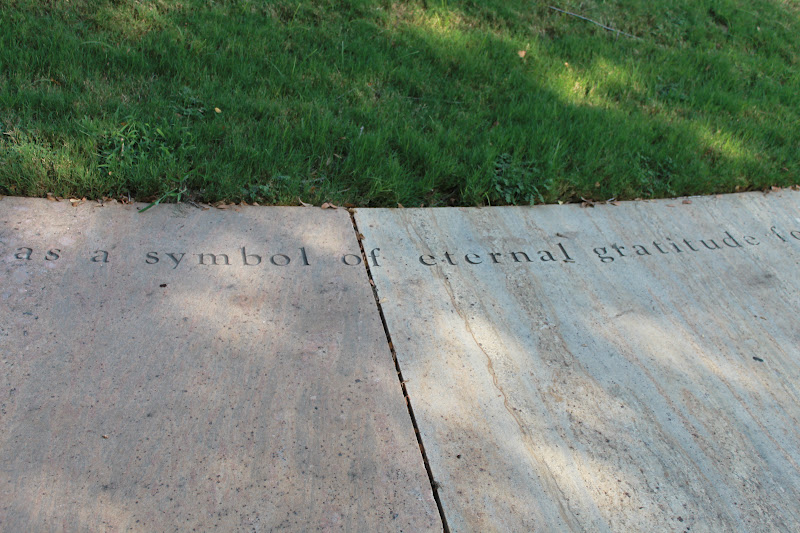 as a symbol of eternal gratitude